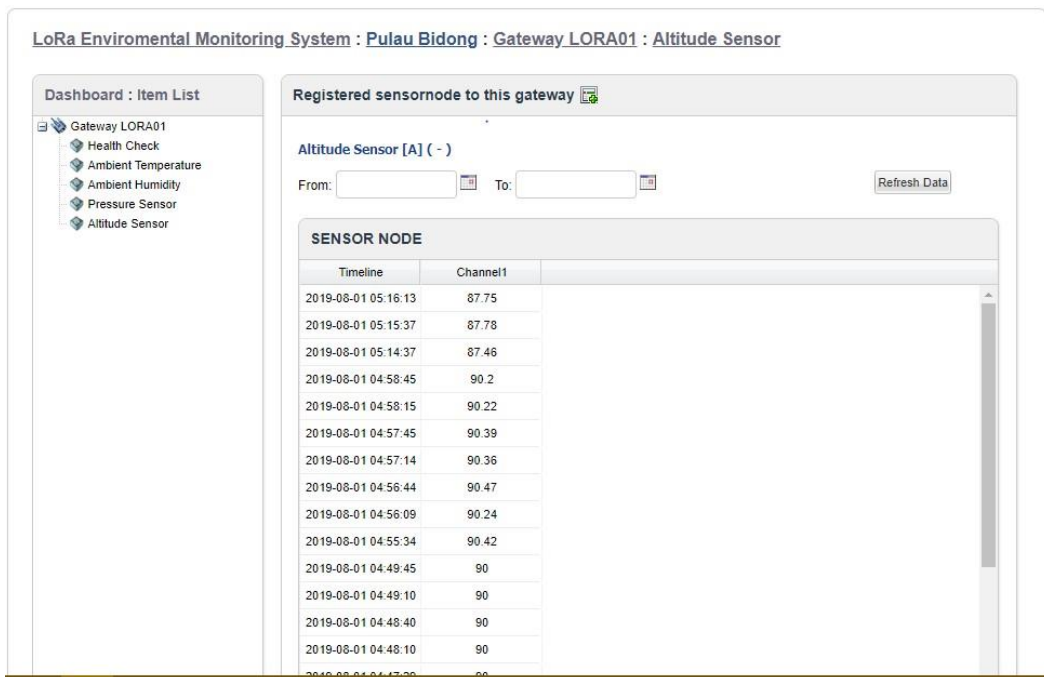 LoRa Enviromental Monitoring System : Pulau Bidong : Gateway LORA01 : Altitude Sensor
Dashboard : Item List
Gateway LORA01
Health Check
Ambient Temperature
Ambient Humidity
Pressure Sensor
Altitude Sensor
Registered sensornode to this gateway
Altitude Sensor [A] ( - )
From: To: Refresh Data
SENSOR NODE
Timeline Channel1
2019-08-01 05:16:13 87.75
2019-08-01 05:15:37 87.78
2019-08-01 05:14:37 87.46
2019-08-01 04:58:45 90.2
2019-08-01 04:58:15 90.22
2019-08-01 04:57:45 90.39
2019-08-01 04:57:14 90.36
2019-08-01 04:56:44 90.47
2019-08-01 04:56:09 90.24
2019-08-01 04:55:34 90.42
2019-08-01 04:49:45 90
2019-08-01 04:49:10 90
2019-08-01 04:48:40 90
2019-08-01 04:48:10 90